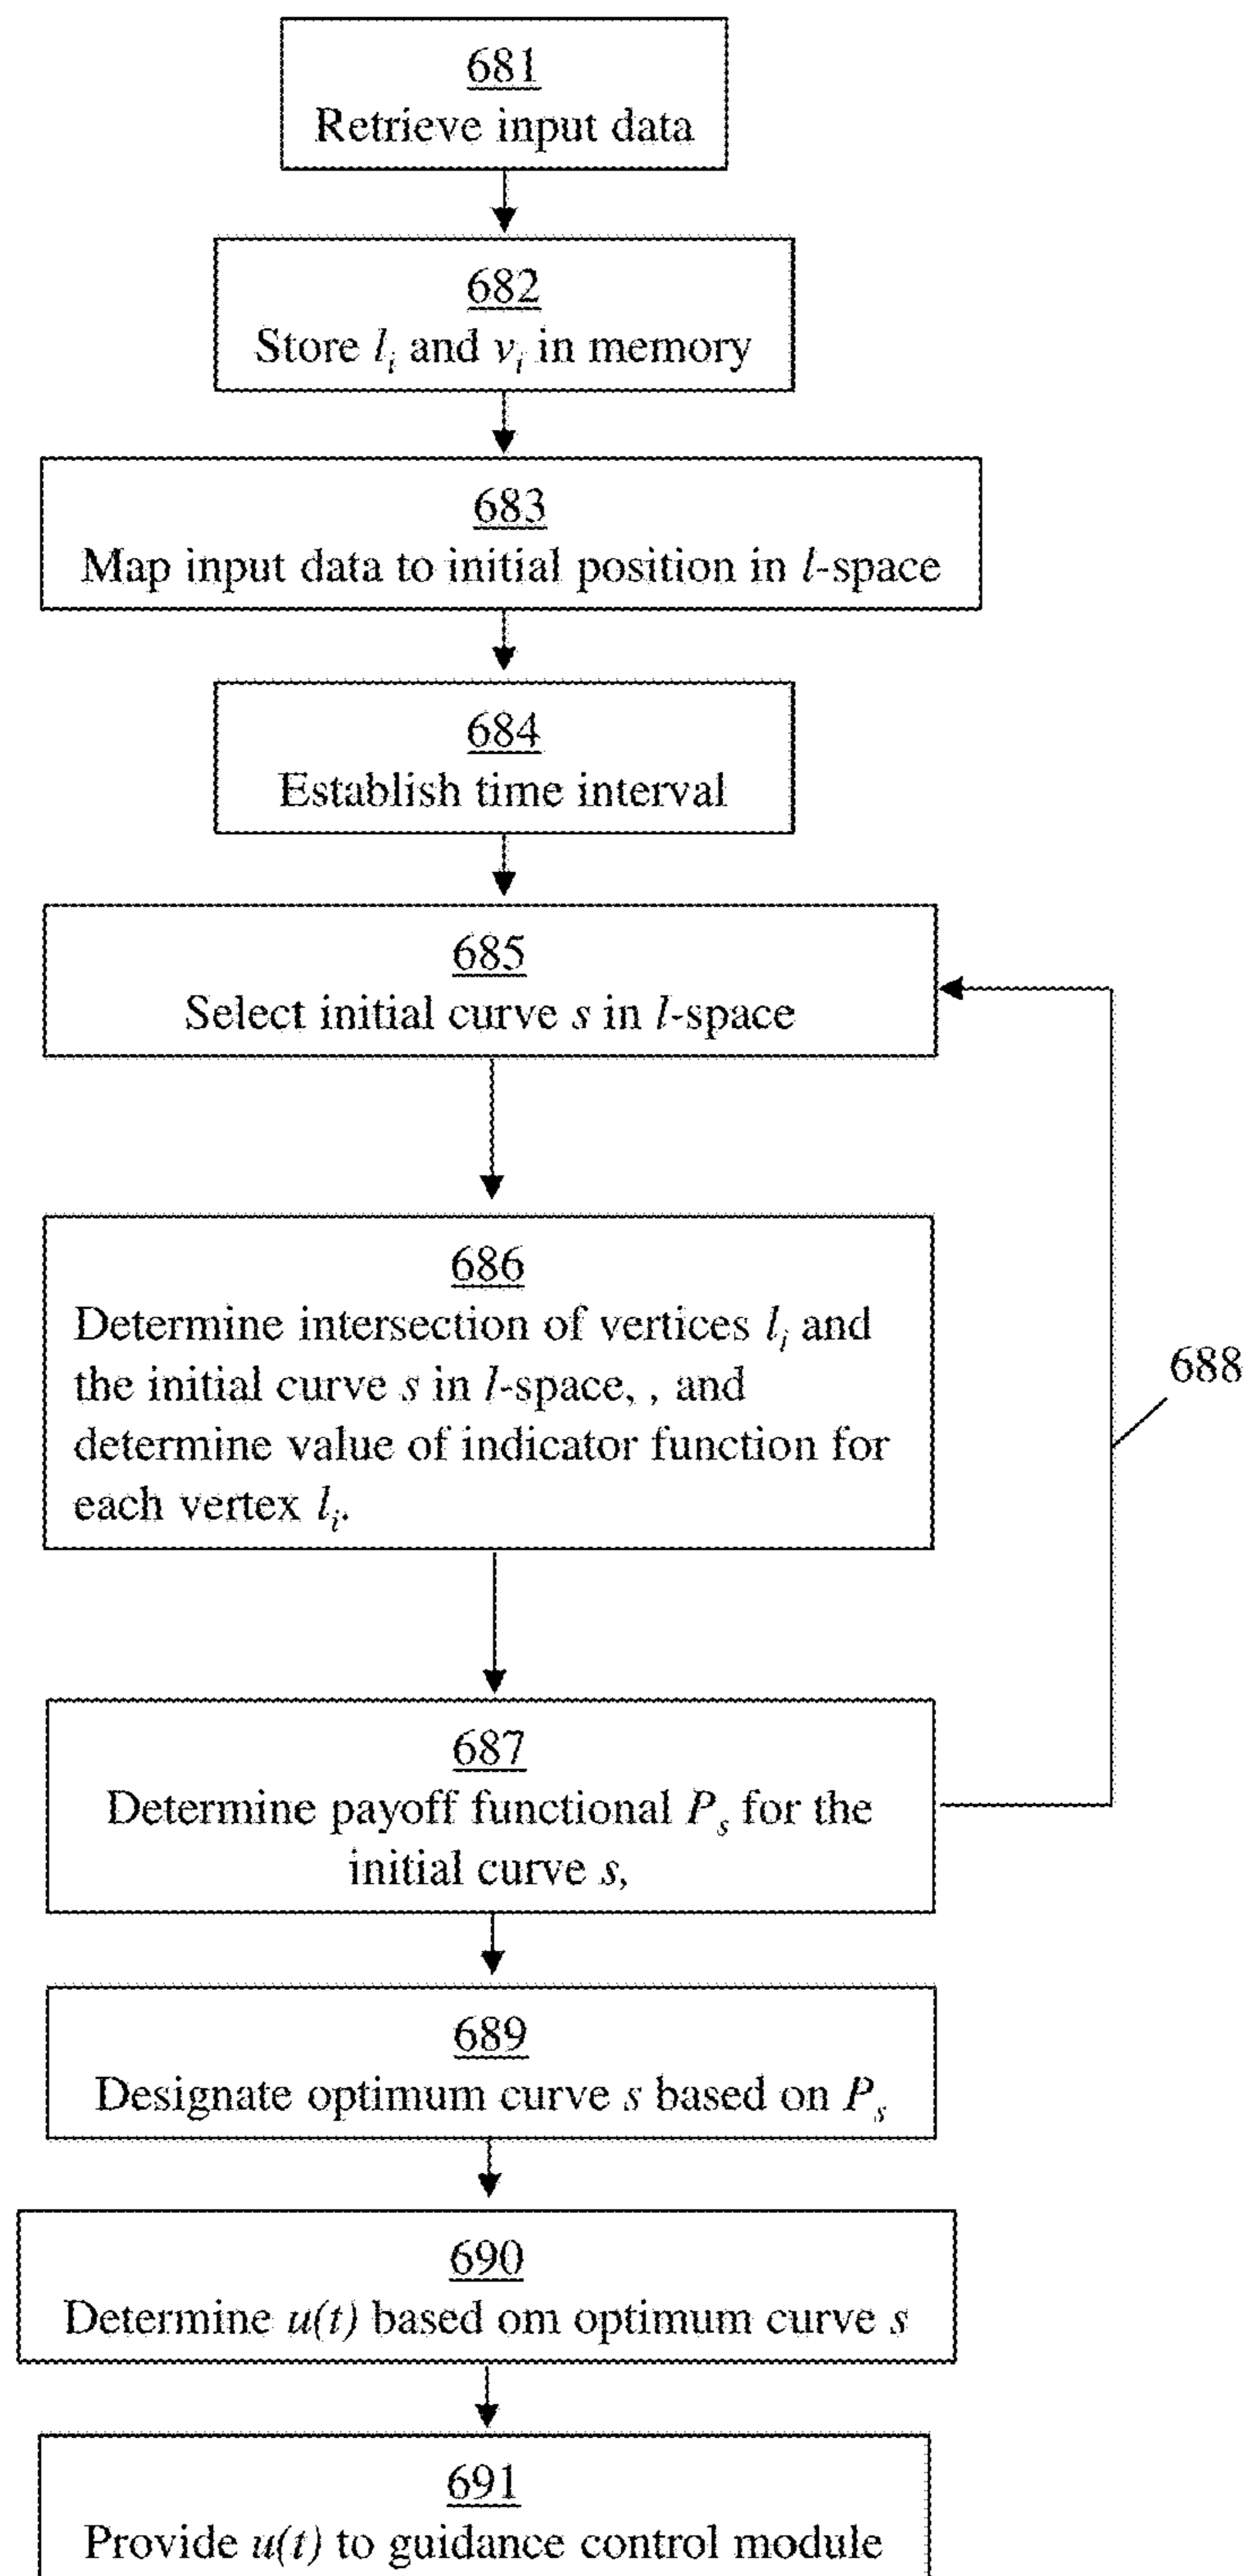 681
Retrieve input data
682
Store l_i and v_i in memory
683
Map input data to initial position in l-space
684
Establish time interval
685
Select initial curve s in l-space
686
Determine intersection of vertices l_i and
the initial curve s in l-space, , and
determine value of indicator function for
each vertex l_i.
688
687
Determine payoff functional P_s for the
initial curve s,
689
Designate optimum curve s based on P_s
690
Determine u(t) based om optimum curve s
691
Provide u(t) to guidance control module